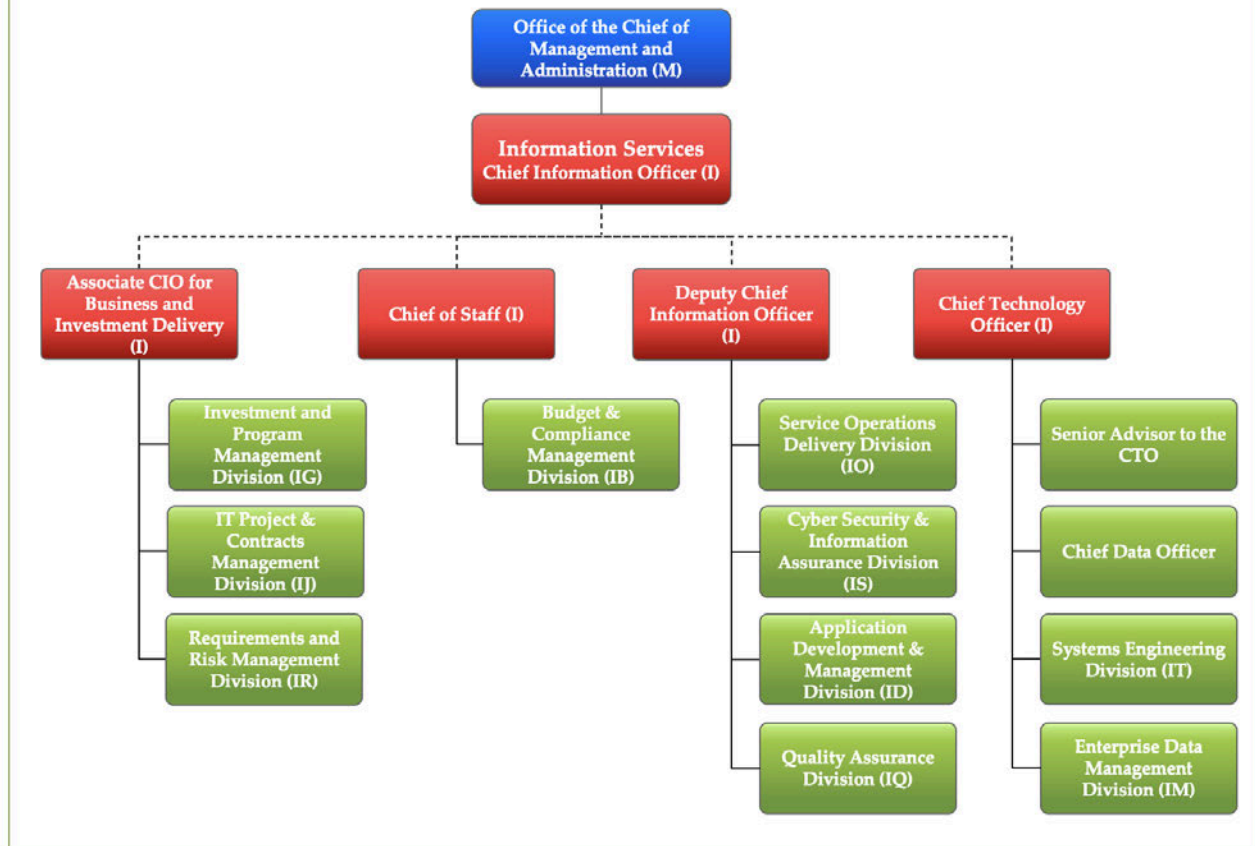 Office of the Chief of
Management and
Administration (M)
Information Services
Chief Information Officer (I)
Associate CIO for
Business and
Investment Delivery
(I)
Chief of Staff (I)
Deputy Chief
Information Officer
(I)
Chief Technology
Officer (I)
Investment and
Program
Management
Division (IG)
IT Project &
Contracts
Management
Division (IJ)
Requirements and
Risk Management
Division (IR)
Budget &
Compliance
Management
Division (IB)
Service Operations
Delivery Division
(IO)
Cyber Security &
Information
Assurance Division
(IS)
Application
Development &
Management
Division (ID)
Quality Assurance
Division (IQ)
Senior Advisor to the
CTO
Chief Data Officer
Systems Engineering
Division (IT)
Enterprise Data
Management
Division (IM)